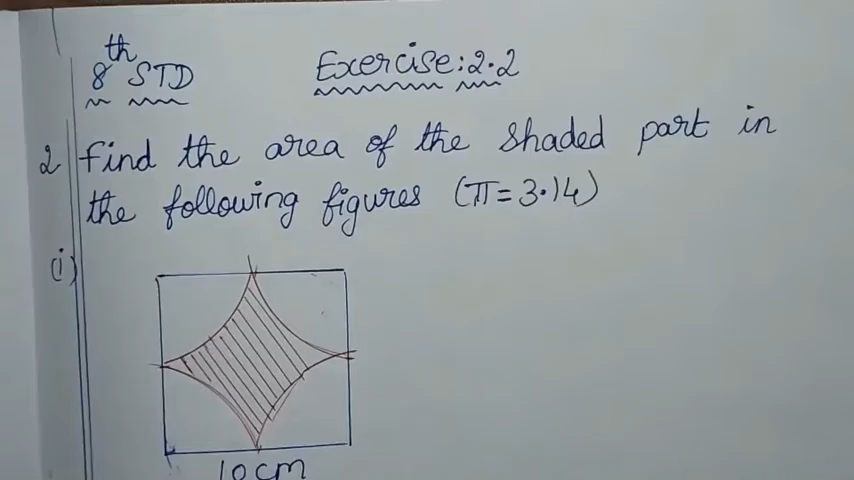 8th STD Exercise: 2.2
2 find the area of the shaded part in
the following figures (π=3.14)
(i)
10cm